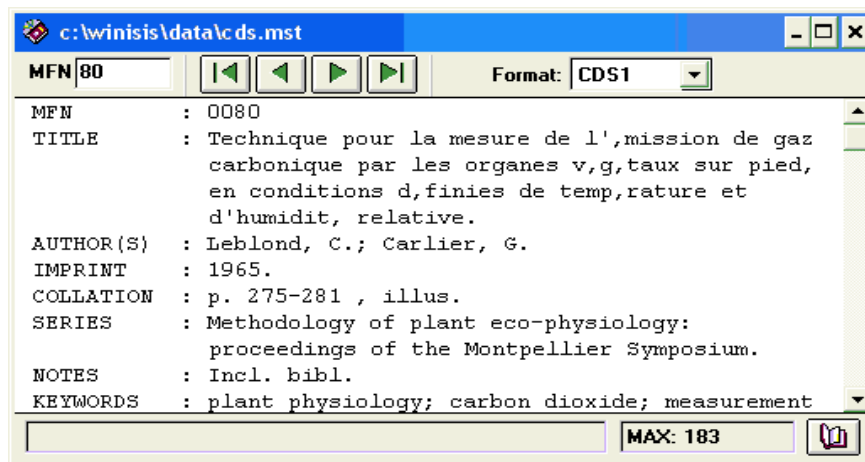 c:\winisis\data\cds.mst
MFN 80 Format: CDS1
MFN : 0080
TITLE : Technique pour la mesure de l',mission de gaz
carbonique par les organes v,g,taux sur pied,
en conditions d,finies de temp,rature et
d'humidit, relative.
AUTHOR(S) : Leblond, C.; Carlier, G.
IMPRINT : 1965.
COLLATION : p. 275-281 , illus.
SERIES : Methodology of plant eco-physiology:
proceedings of the Montpellier Symposium.
NOTES : Incl. bibl.
KEYWORDS : plant physiology; carbon dioxide; measurement
MAX: 183